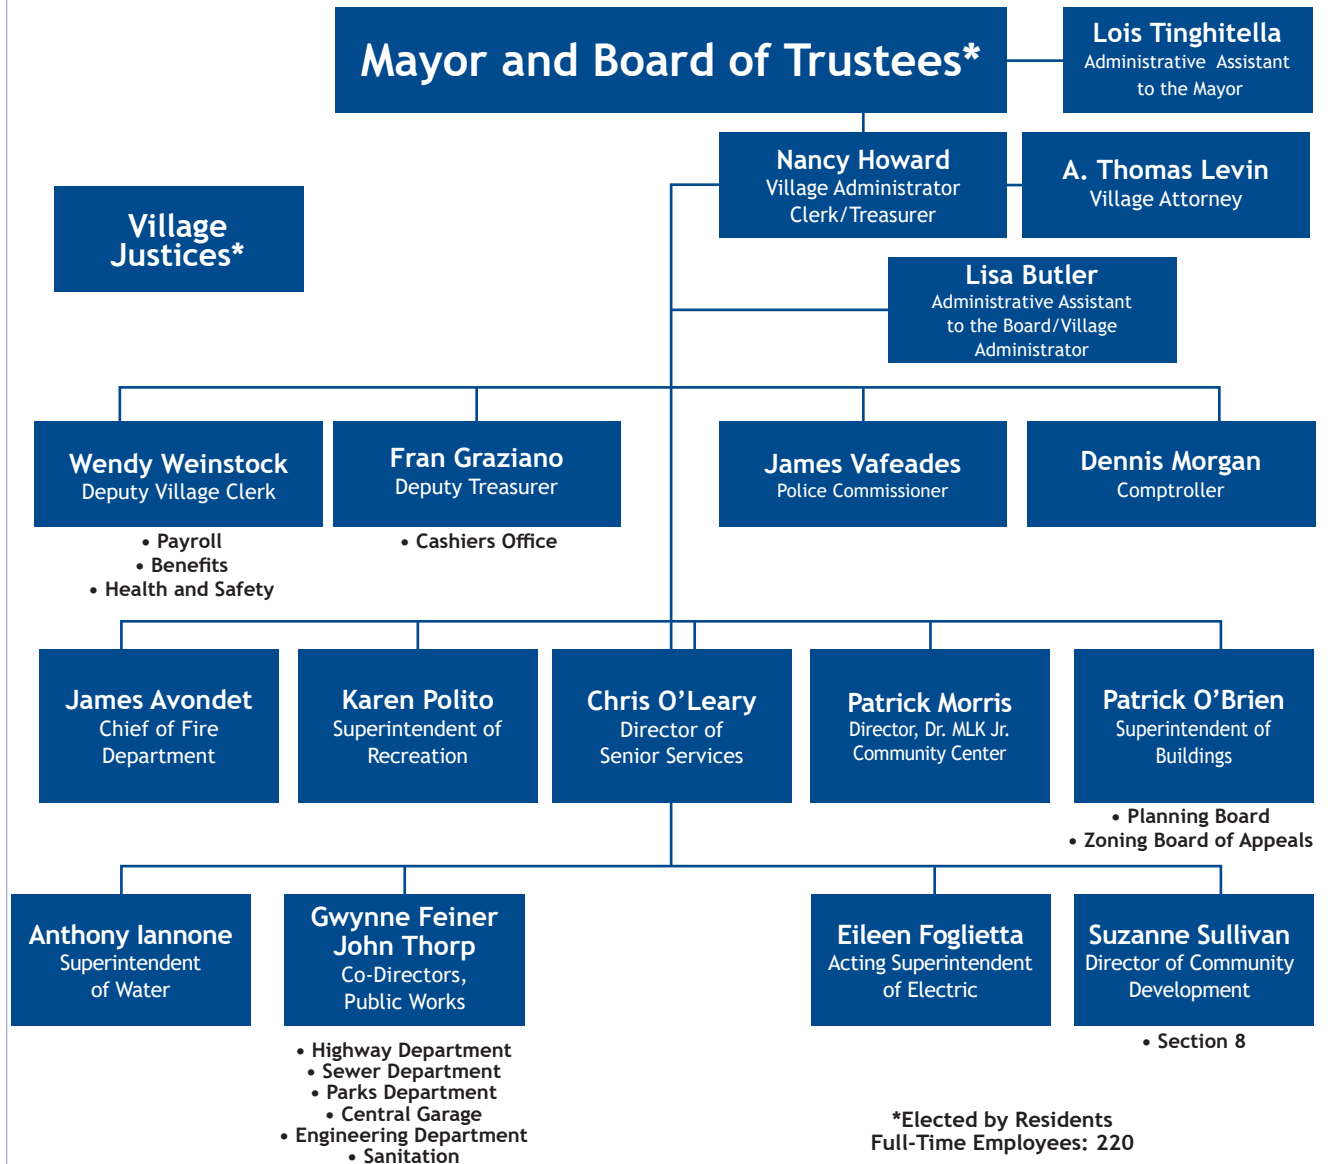 Mayor and Board of Trustees*
Lois Tinghitella
Administrative Assistant
to the Mayor
Nancy Howard
Village Administrator
Clerk/Treasurer
A. Thomas Levin
Village Attorney
Village
Justices*
Lisa Butler
Administrative Assistant
to the Board/Village
Administrator
Wendy Weinstock
Deputy Village Clerk
• Payroll
• Benefits
• Health and Safety
Fran Graziano
Deputy Treasurer
• Cashiers Office
James Vafeades
Police Commissioner
Dennis Morgan
Comptroller
James Avondet
Chief of Fire
Department
Karen Polito
Superintendent of
Recreation
Chris O’Leary
Director of
Senior Services
Patrick Morris
Director, Dr. MLK Jr.
Community Center
Patrick O’Brien
Superintendent of
Buildings
• Planning Board
• Zoning Board of Appeals
Anthony Iannone
Superintendent
of Water
Gwynne Feiner
John Thorp
Co-Directors,
Public Works
• Highway Department
• Sewer Department
• Parks Department
• Central Garage
• Engineering Department
• Sanitation
Eileen Foglietta
Acting Superintendent
of Electric
Suzanne Sullivan
Director of Community
Development
• Section 8
*Elected by Residents
Full-Time Employees: 220